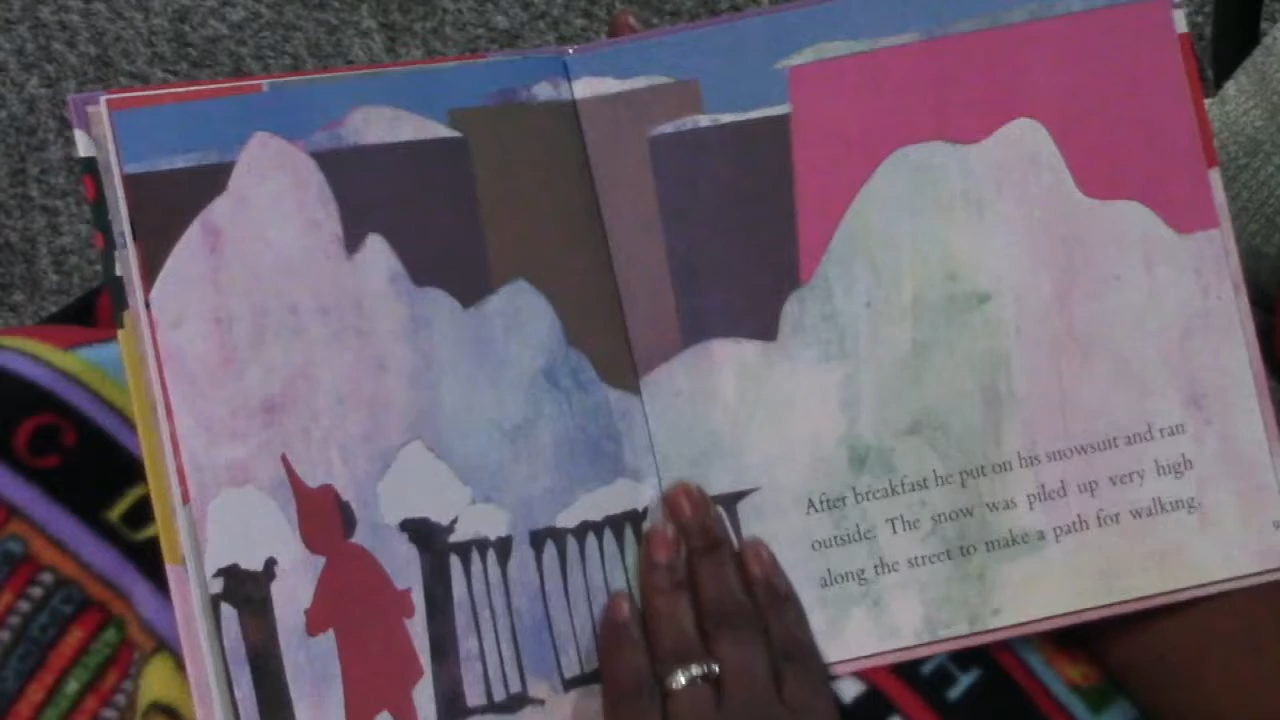 After breakfast he put on his snowsuit and ran
outside. The snow was piled up very high
along the street to make a path for walking.
C
D
H